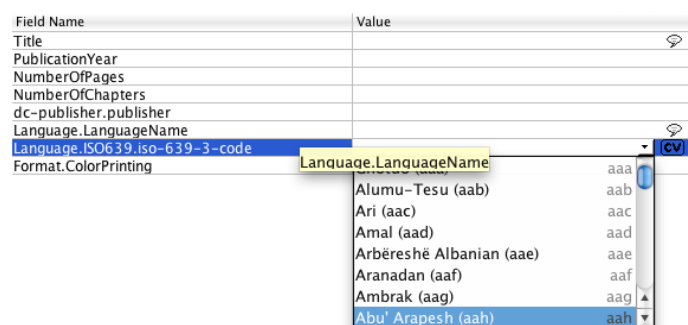 Field Name Value
Title
PublicationYear
NumberOfPages
NumberOfChapters
dc-publisher.publisher
Language.LanguageName
Language.ISO639.iso-639-3-code CV
Format.ColorPrinting
Language.LanguageName
aaa
Alumu-Tesu (aab) aab
Ari (aac) aac
Amal (aad) aad
Arbëreshë Albanian (aae) aae
Aranadan (aaf) aaf
Ambrak (aag) aag
Abu' Arapesh (aah) aah